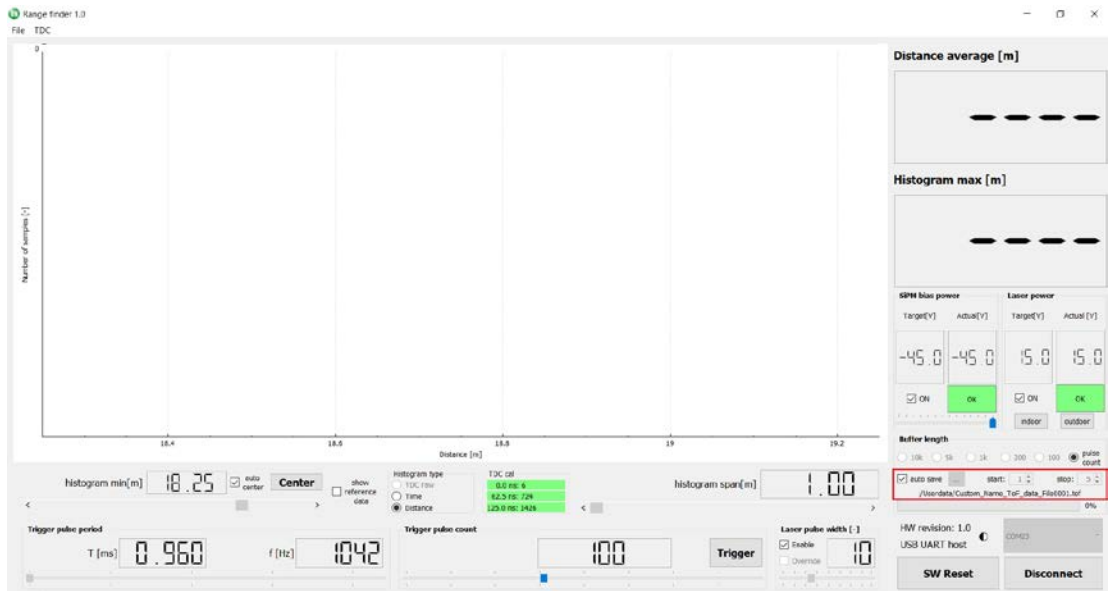 Range finder 1.0
File TDC
0
Number of samples [-]
18.4 18.6 18.8 19 19.2
Distance [m]
Distance average [m]
----
Histogram max [m]
----
SiPM bias power Laser power
Target[V] Actual[V] Target[V] Actual [V]
-45.0 -45.0 15.0 15.0
ON OK ON OK
indoor outdoor
Buffer length
10k 5k 1k 200 100 pulse count
auto save ... start: 1 stop: 5
/Userdata/Custom_Name_ToF_data_File0001.tof
0%
histogram min[m] 18.25 auto center Center show reference data
Histogram type
TDC raw
Time
Distance
TDC cal
0.0 ns: 6
62.5 ns: 724
125.0 ns: 1426
histogram span[m] 1.00
Trigger pulse period
T [ms] 0.960 f [Hz] 1042
Trigger pulse count
100 Trigger
Laser pulse width [-]
Enable
Override
10
HW revision: 1.0
USB UART host
COM23
SW Reset Disconnect